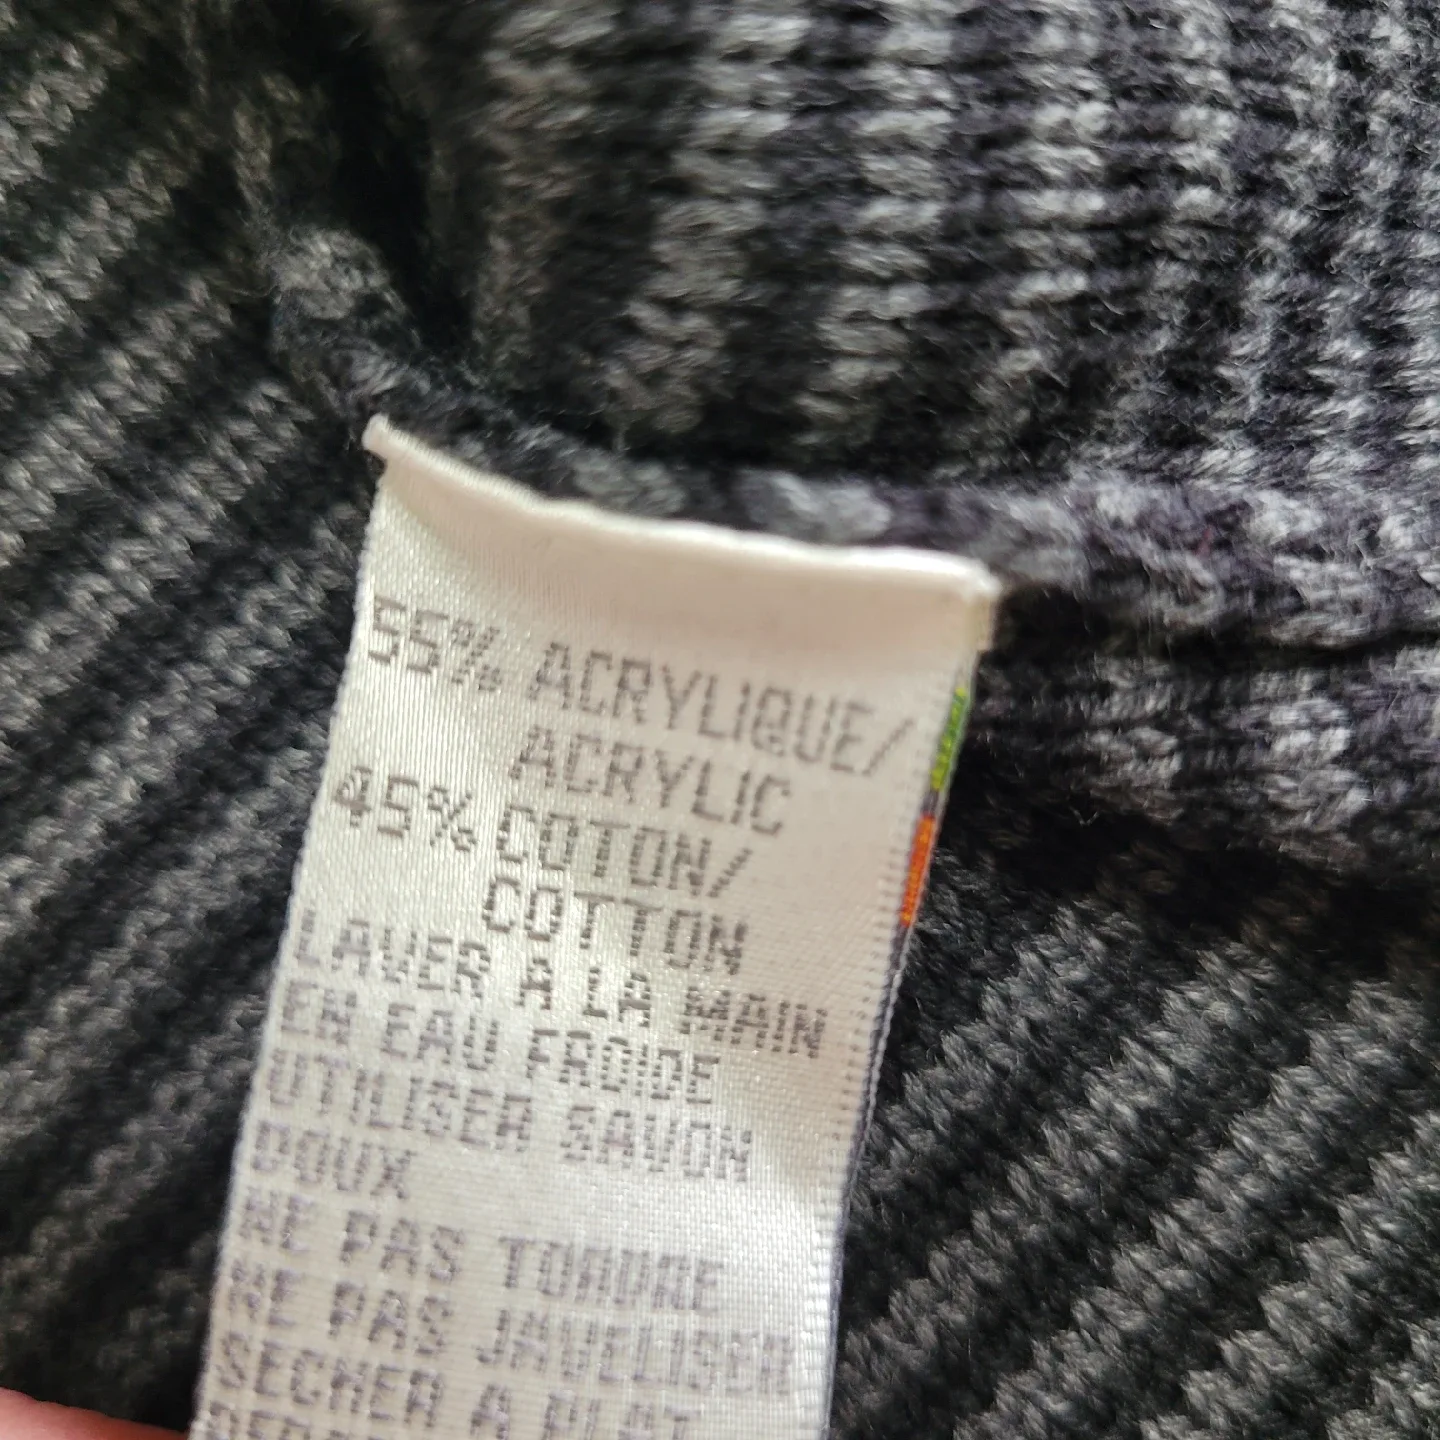 55% ACRYLIQUE/
ACRYLIC
45% COTON/
COTTON
LAVER A LA
EN EAU FROIDE
UTILISER SAVON
DOUX
NE PAS TORDRE
NE PAS JAVELISER
SECHER A PLAT